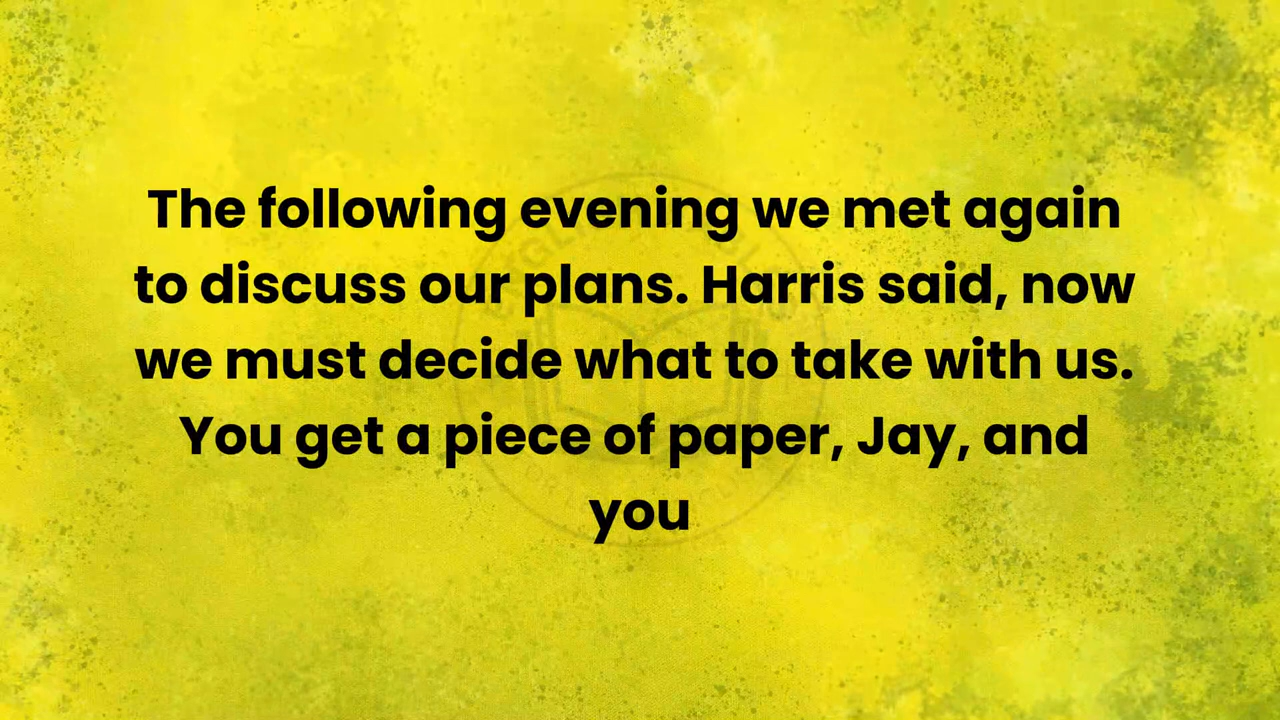 The following evening we met again
to discuss our plans. Harris said, now
we must decide what to take with us.
You get a piece of paper, Jay, and
you